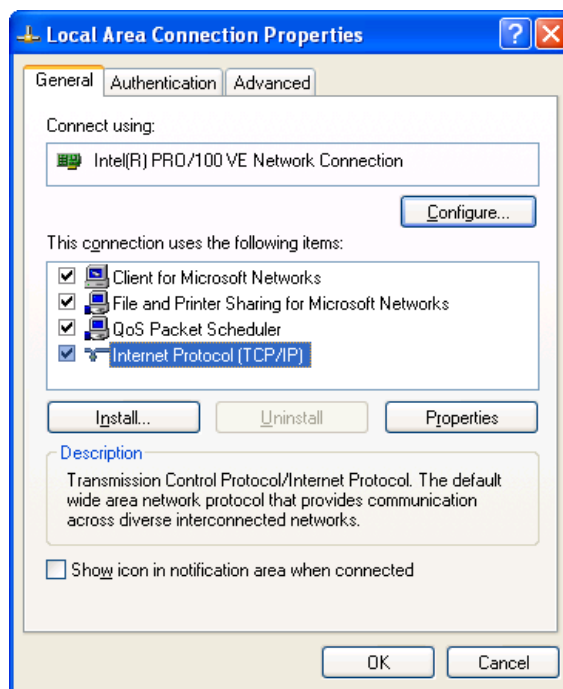 Local Area Connection Properties
General
Authentication
Advanced
Connect using:
Intel(R) PRO/100 VE Network Connection
Configure...
This connection uses the following items:
Client for Microsoft Networks
File and Printer Sharing for Microsoft Networks
QoS Packet Scheduler
Internet Protocol (TCP/IP)
Install...
Uninstall
Properties
Description
Transmission Control Protocol/Internet Protocol. The default
wide area network protocol that provides communication
across diverse interconnected networks.
Show icon in notification area when connected
OK
Cancel